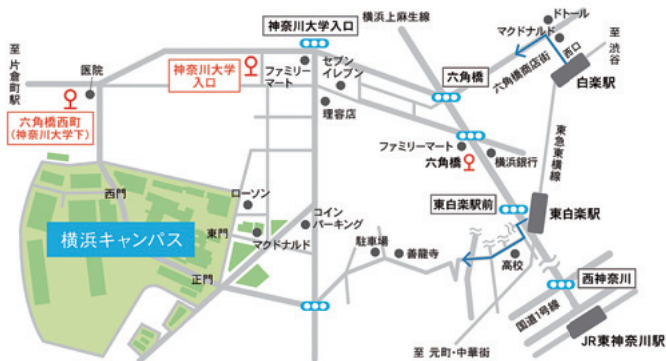 ドトール
マクドナルド
至 渋谷
西口
神奈川大学入口
横浜上麻生線
至 片倉町駅
医院
神奈川大学
入口
ファミリー
マート
セブン
イレブン
六角橋
六角橋商店街
白楽駅
六角橋西町
(神奈川大学下)
理容店
ファミリーマート
六角橋
横浜銀行
東急東横線
西門
ローソン
東白楽駅前
東白楽駅
横浜キャンパス
東門
マクドナルド
コイン
パーキング
駐車場
善龍寺
高校
正門
西神奈川
国道1号線
至 元町・中華街
JR東神奈川駅